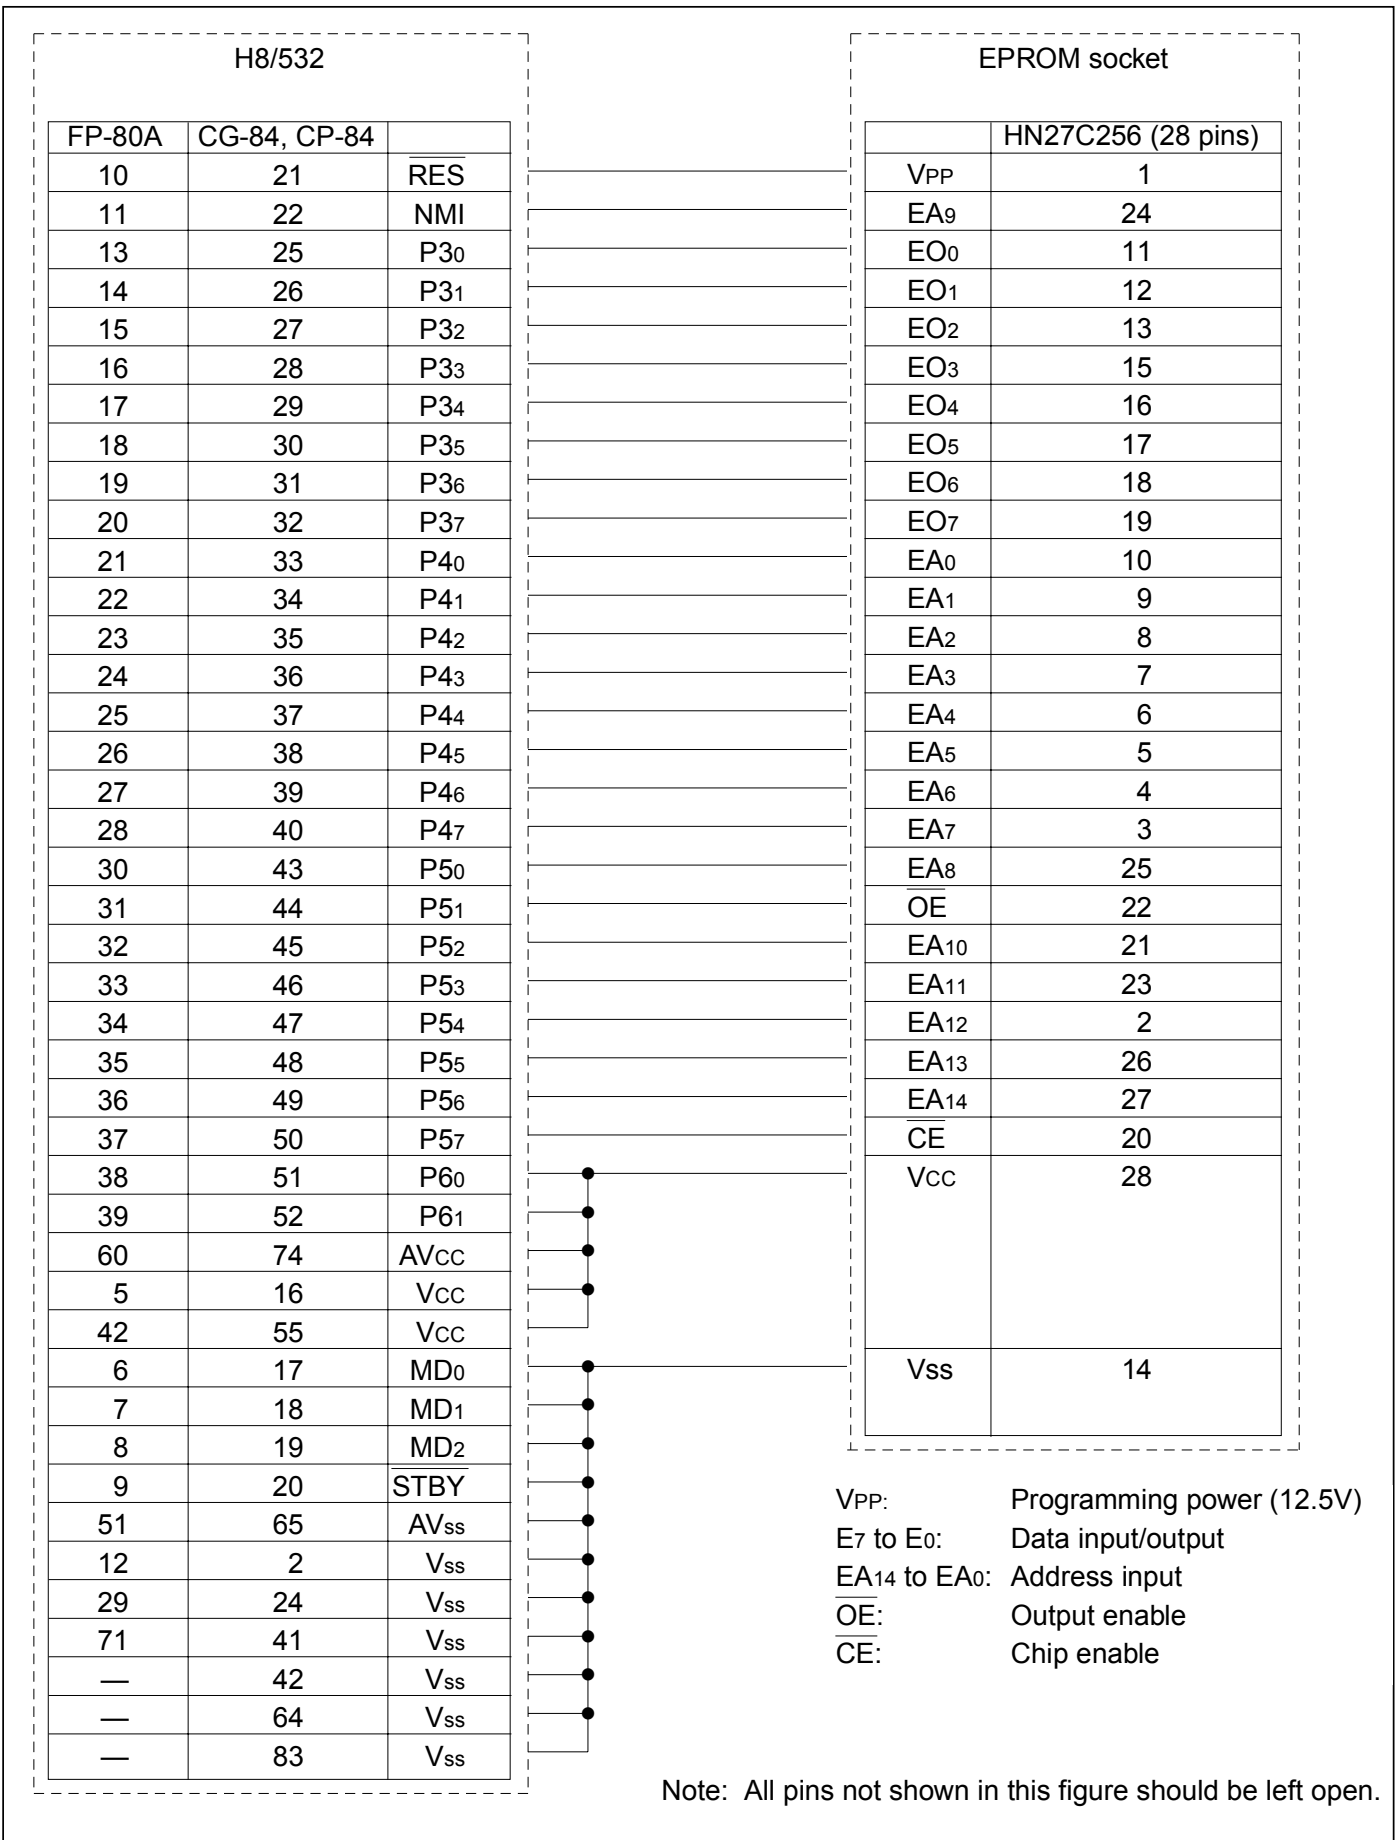 H8/532 EPROM socket
FP-80A CG-84, CP-84 HN27C256 (28 pins)
10 21 RES VPP 1
11 22 NMI EA9 24
13 25 P30 EO0 11
14 26 P31 EO1 12
15 27 P32 EO2 13
16 28 P33 EO3 15
17 29 P34 EO4 16
18 30 P35 EO5 17
19 31 P36 EO6 18
20 32 P37 EO7 19
21 33 P40 EA0 10
22 34 P41 EA1 9
23 35 P42 EA2 8
24 36 P43 EA3 7
25 37 P44 EA4 6
26 38 P45 EA5 5
27 39 P46 EA6 4
28 40 P47 EA7 3
30 43 P50 EA8 25
31 44 P51 OE 22
32 45 P52 EA10 21
33 46 P53 EA11 23
34 47 P54 EA12 2
35 48 P55 EA13 26
36 49 P56 EA14 27
37 50 P57 CE 20
38 51 P60 VCC 28
39 52 P61
60 74 AVCC
5 16 VCC
42 55 VCC
6 17 MD0 Vss 14
7 18 MD1
8 19 MD2
9 20 STBY
51 65 AVss
12 2 Vss
29 24 Vss
71 41 Vss
— 42 Vss
— 64 Vss
— 83 Vss
VPP: Programming power (12.5V)
E7 to E0: Data input/output
EA14 to EA0: Address input
OE: Output enable
CE: Chip enable
Note: All pins not shown in this figure should be left open.